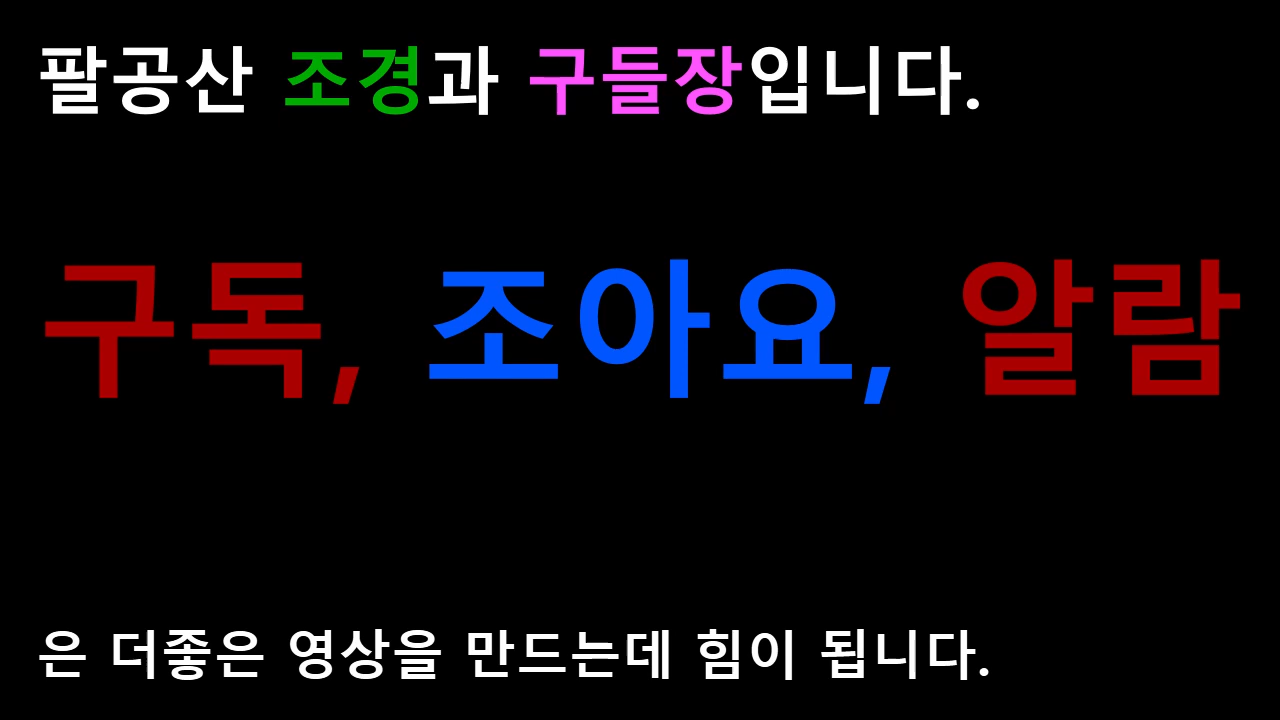 팔공산 조경과 구들장입니다.
구독, 조아요, 알람
은 더좋은 영상을 만드는데 힘이 됩니다.